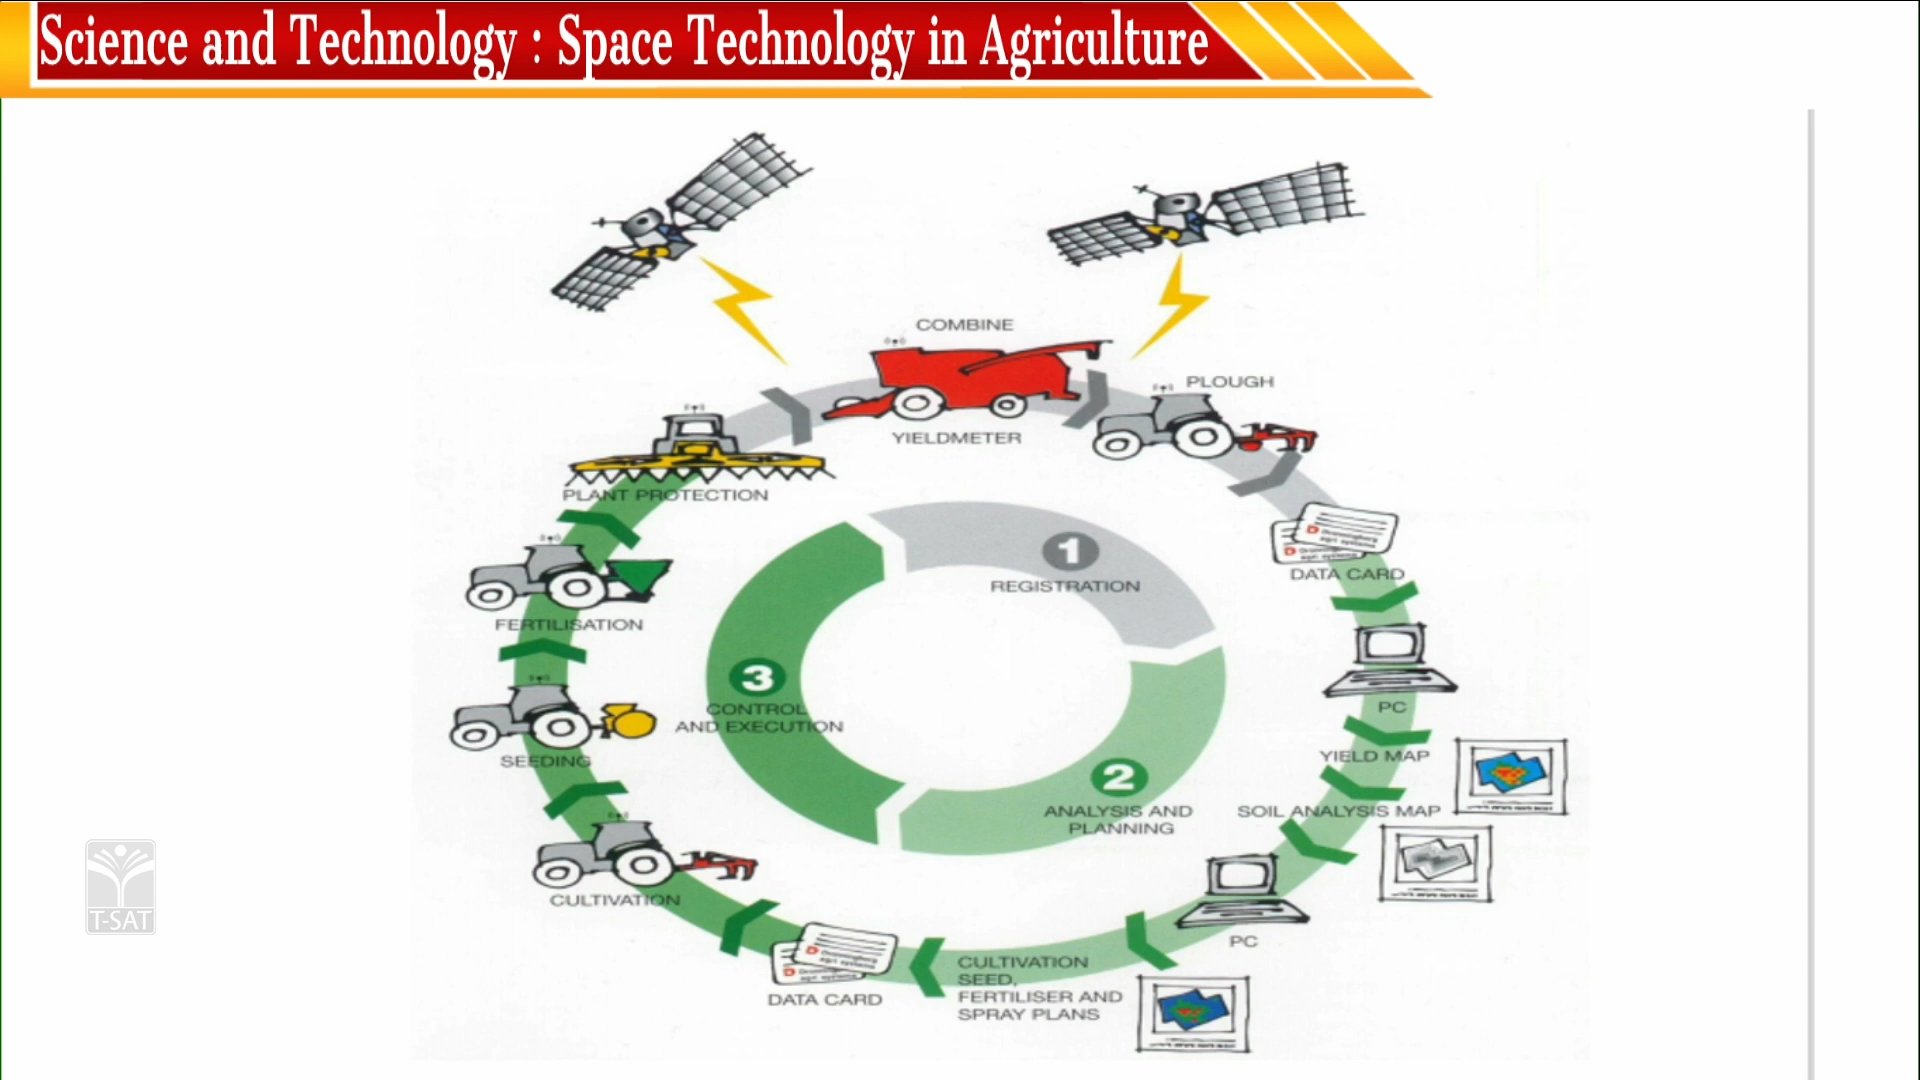 Science and Technology : Space Technology in Agriculture
COMBINE
PLOUGH
YIELDMETER
PLANT PROTECTION
1
REGISTRATION
DATA CARD
FERTILISATION
3
CONTROL
AND EXECUTION
PC
SEEDING
YIELD MAP
2
ANALYSIS AND
PLANNING
SOIL ANALYSIS MAP
T-SAT
CULTIVATION
PC
DATA CARD
CULTIVATION
SEED,
FERTILISER AND
SPRAY PLANS